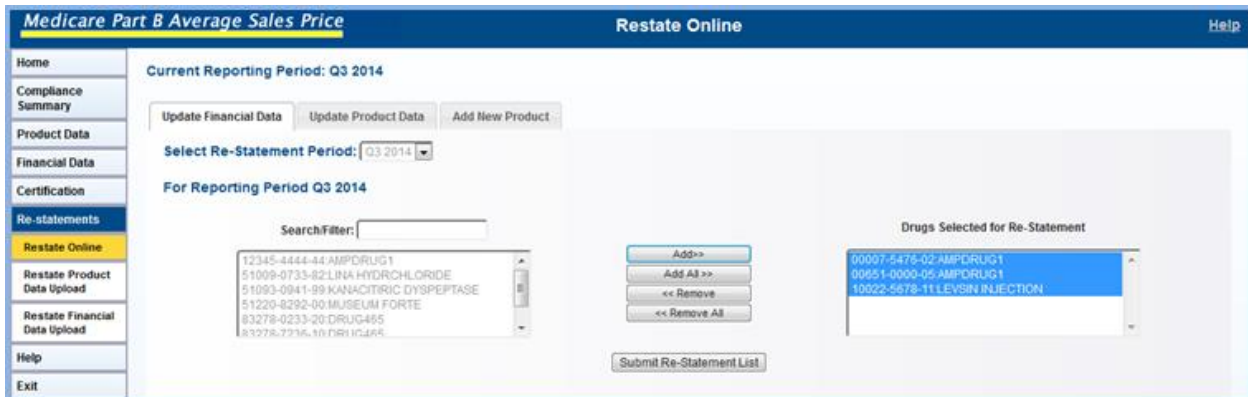 Medicare Part B Average Sales Price
Restate Online
Help
Home
Compliance
Summary
Product Data
Financial Data
Certification
Re-statements
Restate Online
Restate Product
Data Upload
Restate Financial
Data Upload
Help
Exit
Current Reporting Period: Q3 2014
Update Financial Data
Update Product Data
Add New Product
Select Re-Statement Period: Q3 2014
For Reporting Period Q3 2014
Search/Filter:
12345-4444-44:AMPDRUG1
51009-0733-82:LINA HYDRCHLORIDE
51093-0941-99:KANACITIRIC DYSPEPTASE
51220-8292-00:MUSEUM FORTE
83278-0233-20:DRUG465
83278-7236-10:DRUG465
Add>>
Add All >>
<< Remove
<< Remove All
Submit Re-Statement List
Drugs Selected for Re-Statement
00007-5476-02:AMPDRUG1
00651-0000-05:AMPDRUG1
10022-5678-11:LEVSIN INJECTION